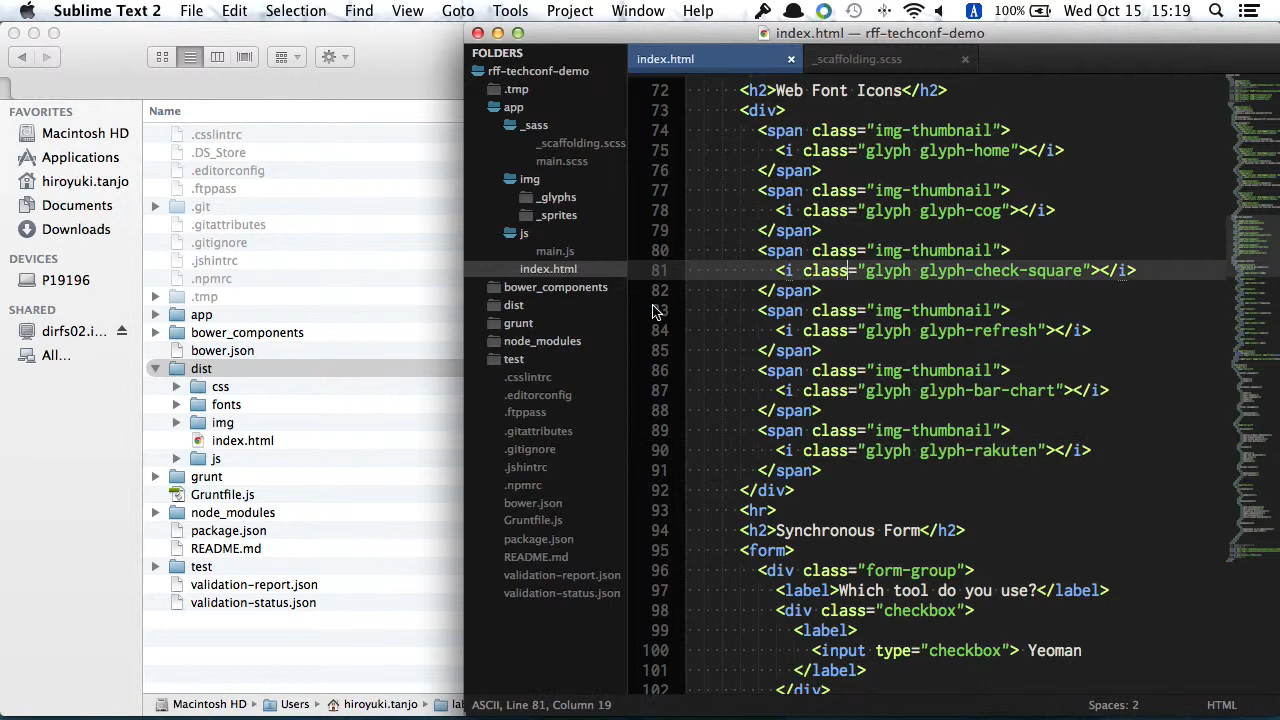 Sublime Text 2 File Edit Selection Find View Goto Tools Project Window Help A 100% Wed Oct 15 15:19
index.html — rff-techconf-demo
FAVORITES
Macintosh HD
Applications
hiroyuki.tanjo
Documents
Downloads
DEVICES
P19196
SHARED
dirfs02.i...
All...
Name
.csslintrc
.DS_Store
.editorconfig
.ftppass
.git
.gitattributes
.gitignore
.jshintrc
.npmrc
.tmp
app
bower_components
bower.json
dist
css
fonts
img
index.html
js
grunt
Gruntfile.js
node_modules
package.json
README.md
test
validation-report.json
validation-status.json
Macintosh HD Users hiroyuki.tanjo
FOLDERS
rff-techconf-demo
.tmp
app
_sass
_scaffolding.scss
main.scss
img
_glyphs
_sprites
js
main.js
index.html
bower_components
dist
grunt
node_modules
test
.csslintrc
.editorconfig
.ftppass
.gitattributes
.gitignore
.jshintrc
.npmrc
bower.json
Gruntfile.js
package.json
README.md
validation-report.json
validation-status.json
index.html × _scaffolding.scss ×
72 <h2>Web Font Icons</h2>
73 <div>
74 <span class="img-thumbnail">
75 <i class="glyph glyph-home"></i>
76 </span>
77 <span class="img-thumbnail">
78 <i class="glyph glyph-cog"></i>
79 </span>
80 <span class="img-thumbnail">
81 <i class="glyph glyph-check-square"></i>
82 </span>
83 <span class="img-thumbnail">
84 <i class="glyph glyph-refresh"></i>
85 </span>
86 <span class="img-thumbnail">
87 <i class="glyph glyph-bar-chart"></i>
88 </span>
89 <span class="img-thumbnail">
90 <i class="glyph glyph-rakuten"></i>
91 </span>
92 </div>
93 <hr>
94 <h2>Synchronous Form</h2>
95 <form>
96 <div class="form-group">
97 <label>Which tool do you use?</label>
98 <div class="checkbox">
99 <label>
100 <input type="checkbox"> Yeoman
101 </label>
102 </div>
ASCII, Line 81, Column 19 Spaces: 2 HTML